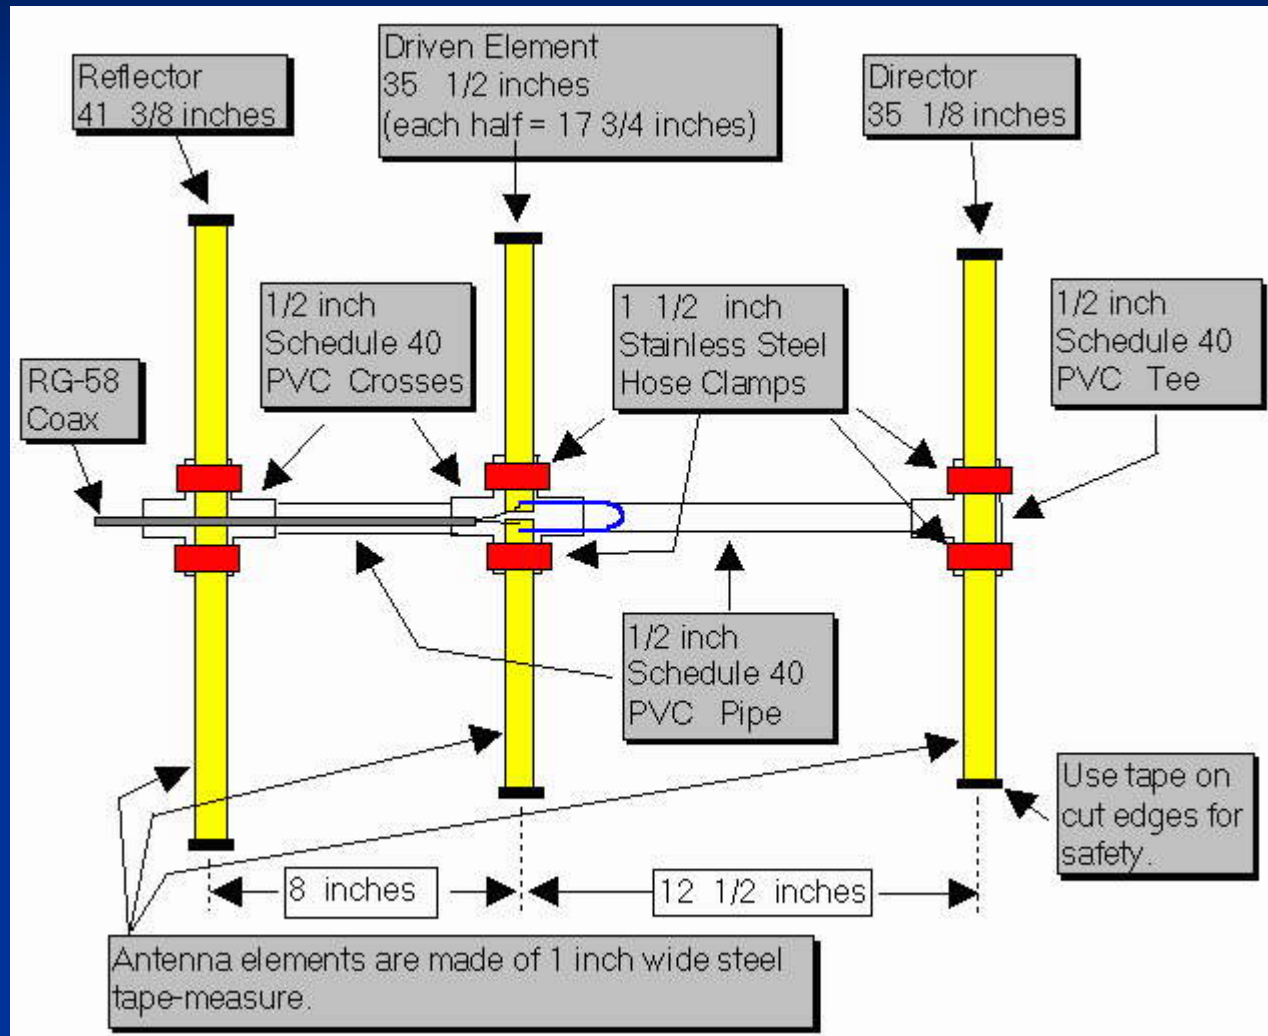 Reflector
41 3/8 inches
Driven Element
35 1/2 inches
(each half = 17 3/4 inches)
Director
35 1/8 inches
1/2 inch
Schedule 40
PVC Crosses
1 1/2 inch
Stainless Steel
Hose Clamps
1/2 inch
Schedule 40
PVC Tee
RG-58
Coax
1/2 inch
Schedule 40
PVC Pipe
Use tape on
cut edges for
safety.
8 inches
12 1/2 inches
Antenna elements are made of 1 inch wide steel
tape-measure.